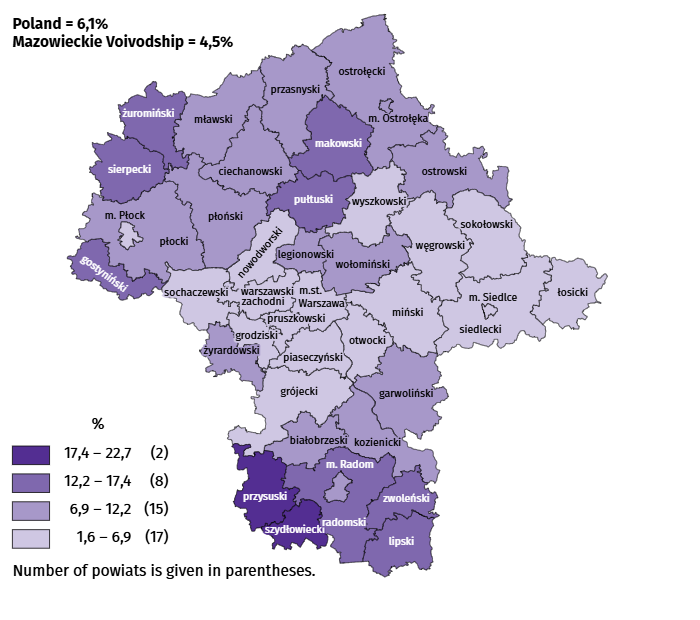 Poland = 6,1%
Mazowieckie Voivodship = 4,5%
ostrołęcki
przasnyski
żuromiński
mławski
m. Ostrołęka
makowski
sierpecki
ciechanowski
ostrowski
pułtuski
wyszkowski
m. Płock
płoński
sokołowski
płocki
nowodworski
węgrowski
legionowski
wołomiński
gostyniński
sochaczewski
warszawski
zachodni
m.st.
Warszawa
m. Siedlce
łosicki
pruszkowski
miński
siedlecki
grodziski
otwocki
żyrardowski
piaseczyński
grójecki
garwoliński
białobrzeski
kozienicki
%
17,4 – 22,7 (2)
12,2 – 17,4 (8)
6,9 – 12,2 (15)
1,6 – 6,9 (17)
m. Radom
przysuski
zwoleński
szydłowiecki
radomski
lipski
Number of powiats is given in parentheses.